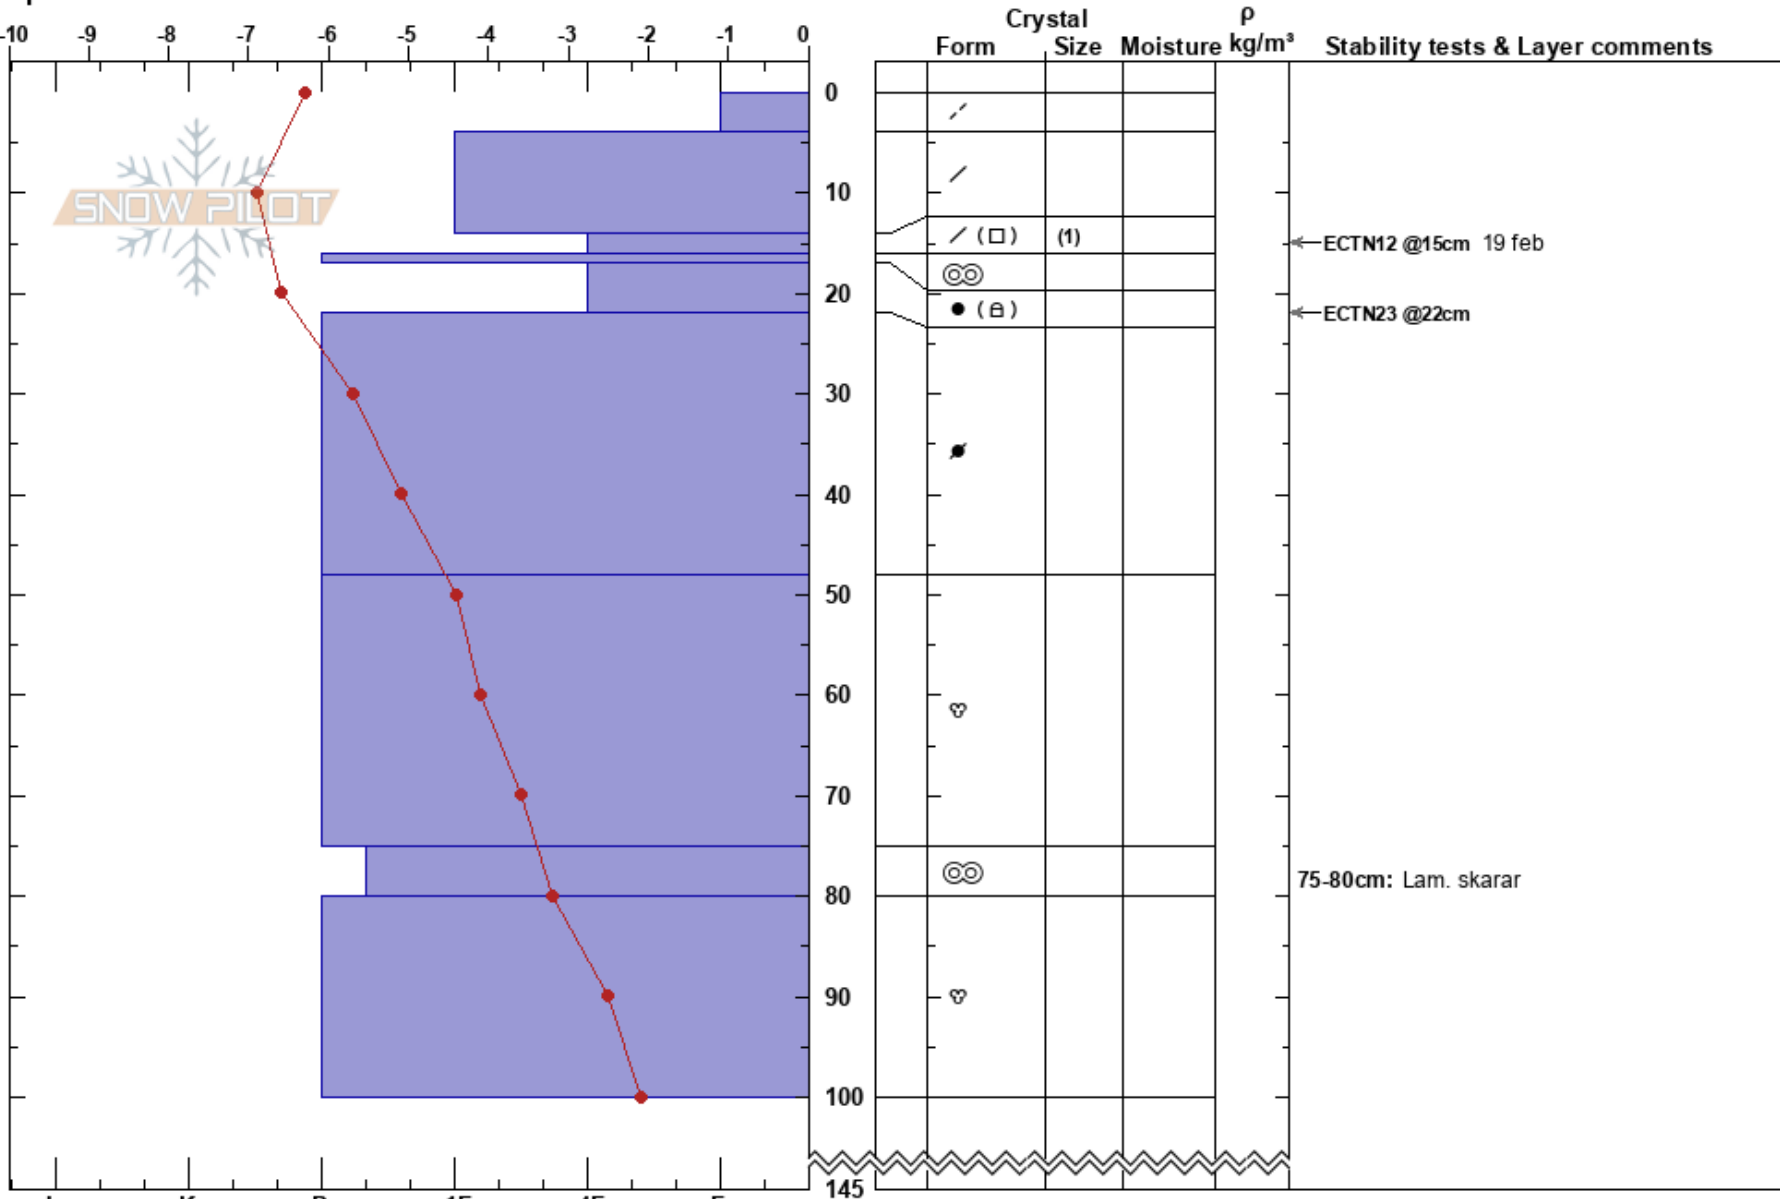 Crystal ρ
-10 -9 -8 -7 -6 -5 -4 -3 -2 -1 0 Form Size Moisture kg/m³ Stability tests & Layer comments
0
SNOW PILOT
10
(1)
ECTN12 @15cm 19 feb
20
ECTN23 @22cm
30
40
50
60
70
75-80cm: Lam. skarar
80
90
100
145